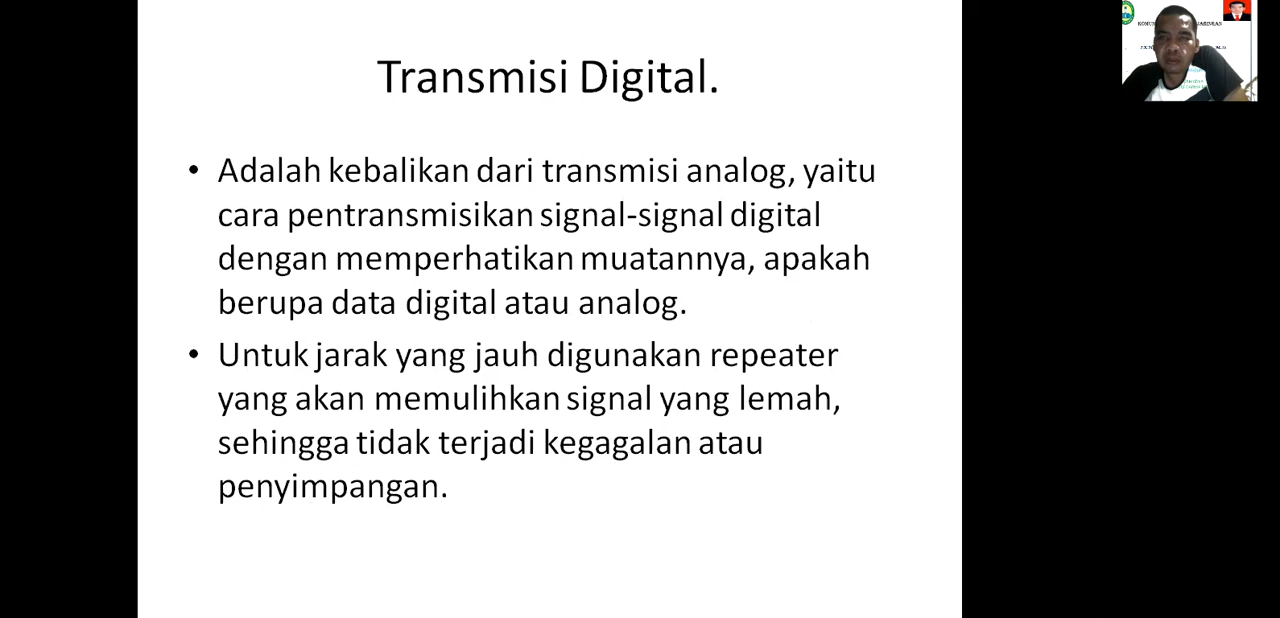 Transmisi Digital.
• Adalah kebalikan dari transmisi analog, yaitu
cara pentransmisikan signal-signal digital
dengan memperhatikan muatannya, apakah
berupa data digital atau analog.
• Untuk jarak yang jauh digunakan repeater
yang akan memulihkan signal yang lemah,
sehingga tidak terjadi kegagalan atau
penyimpangan.